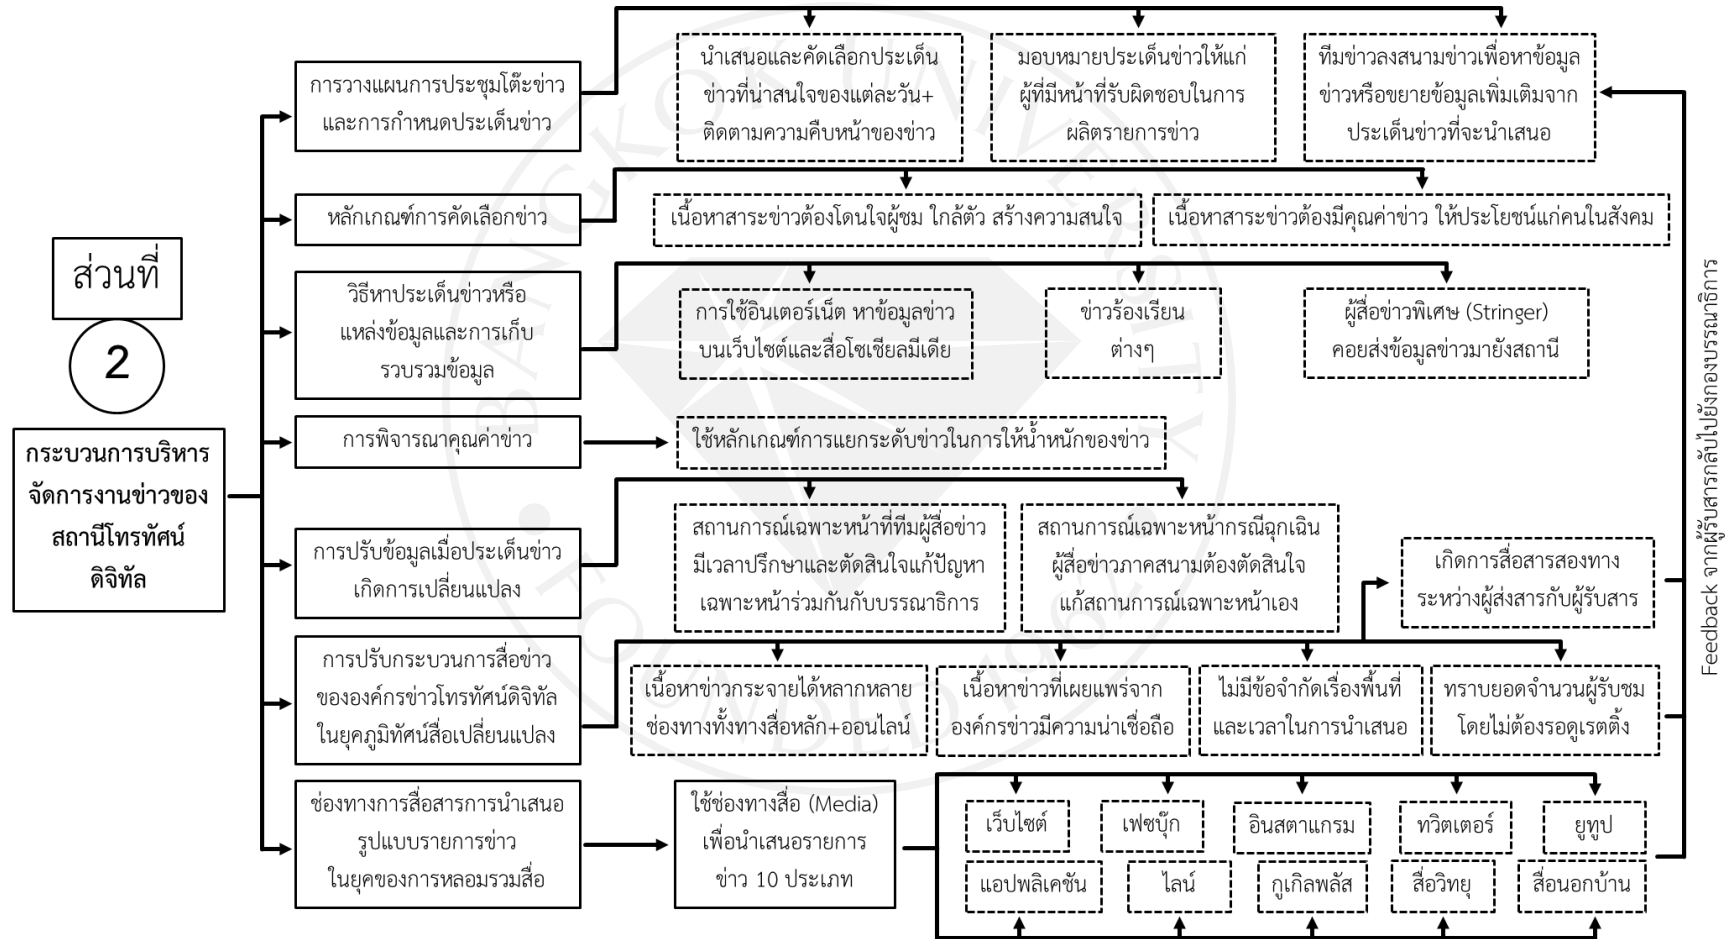 ส่วนที่
2
กระบวนการบริหาร
จัดการงานข่าวของ
สถานีโทรทัศน์
ดิจิทัล
การวางแผนการประชุมโต๊ะข่าว
และการกำหนดประเด็นข่าว
นำเสนอและคัดเลือกประเด็น
ข่าวที่น่าสนใจของแต่ละวัน+
ติดตามความคืบหน้าของข่าว
มอบหมายประเด็นข่าวให้แก่
ผู้ที่มีหน้าที่รับผิดชอบในการ
ผลิตรายการข่าว
ทีมข่าวลงสนามข่าวเพื่อหาข้อมูล
ข่าวหรือขยายข้อมูลเพิ่มเติมจาก
ประเด็นข่าวที่จะนำเสนอ
หลักเกณฑ์การคัดเลือกข่าว
เนื้อหาสาระข่าวต้องโดนใจผู้ชม ใกล้ตัว สร้างความสนใจ
เนื้อหาสาระข่าวต้องมีคุณค่าข่าว ให้ประโยชน์แก่คนในสังคม
วิธีหาประเด็นข่าวหรือ
แหล่งข้อมูลและการเก็บ
รวบรวมข้อมูล
การใช้อินเตอร์เน็ต หาข้อมูลข่าว
บนเว็บไซต์และสื่อโซเชียลมีเดีย
ข่าวร้องเรียน
ต่างๆ
ผู้สื่อข่าวพิเศษ (Stringer)
คอยส่งข้อมูลข่าวมายังสถานี
การพิจารณาคุณค่าข่าว
ใช้หลักเกณฑ์การแยกระดับข่าวในการให้น้ำหนักของข่าว
การปรับข้อมูลเมื่อประเด็นข่าว
เกิดการเปลี่ยนแปลง
สถานการณ์เฉพาะหน้าที่ทีมผู้สื่อข่าว
มีเวลาปรึกษาและตัดสินใจแก้ปัญหา
เฉพาะหน้าร่วมกันกับบรรณาธิการ
สถานการณ์เฉพาะหน้ากรณีฉุกเฉิน
ผู้สื่อข่าวภาคสนามต้องตัดสินใจ
แก้สถานการณ์เฉพาะหน้าเอง
เกิดการสื่อสารสองทาง
ระหว่างผู้ส่งสารกับผู้รับสาร
การปรับกระบวนการสื่อข่าว
ขององค์กรข่าวโทรทัศน์ดิจิทัล
ในยุคภูมิทัศน์สื่อเปลี่ยนแปลง
เนื้อหาข่าวกระจายได้หลากหลาย
ช่องทางทั้งทางสื่อหลัก+ออนไลน์
เนื้อหาข่าวที่เผยแพร่จาก
องค์กรข่าวมีความน่าเชื่อถือ
ไม่มีข้อจำกัดเรื่องพื้นที่
และเวลาในการนำเสนอ
ทราบยอดจำนวนผู้รับชม
โดยไม่ต้องรอดูเรตติ้ง
ช่องทางการสื่อสารการนำเสนอ
รูปแบบรายการข่าว
ในยุคของการหลอมรวมสื่อ
ใช้ช่องทางสื่อ (Media)
เพื่อนำเสนอรายการ
ข่าว 10 ประเภท
เว็บไซต์
เฟซบุ๊ก
อินสตาแกรม
ทวิตเตอร์
ยูทูป
แอปพลิเคชัน
ไลน์
กูเกิลพลัส
สื่อวิทยุ
สื่อนอกบ้าน
Feedback จากผู้รับสารกลับไปยังกองบรรณาธิการ
BANGKOK UNIVERSITY
FOUNDED 1962